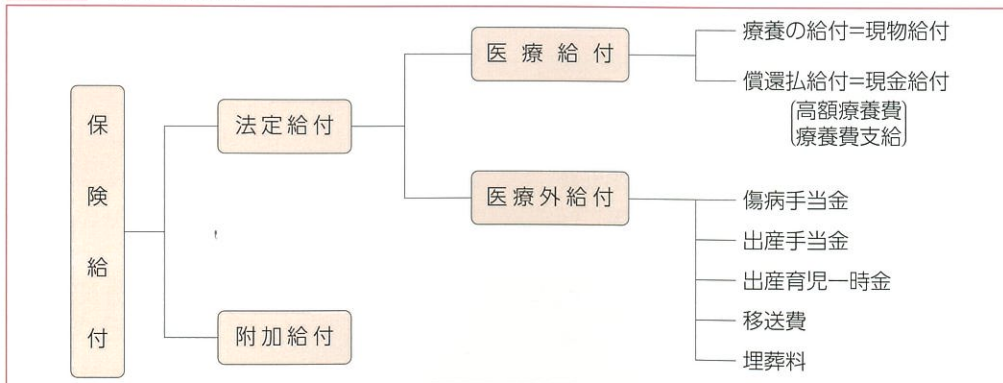 保険給付
法定給付
医療給付
療養の給付=現物給付
償還払給付=現金給付
(高額療養費
療養費支給)
医療外給付
傷病手当金
出産手当金
出産育児一時金
移送費
埋葬料
附加給付